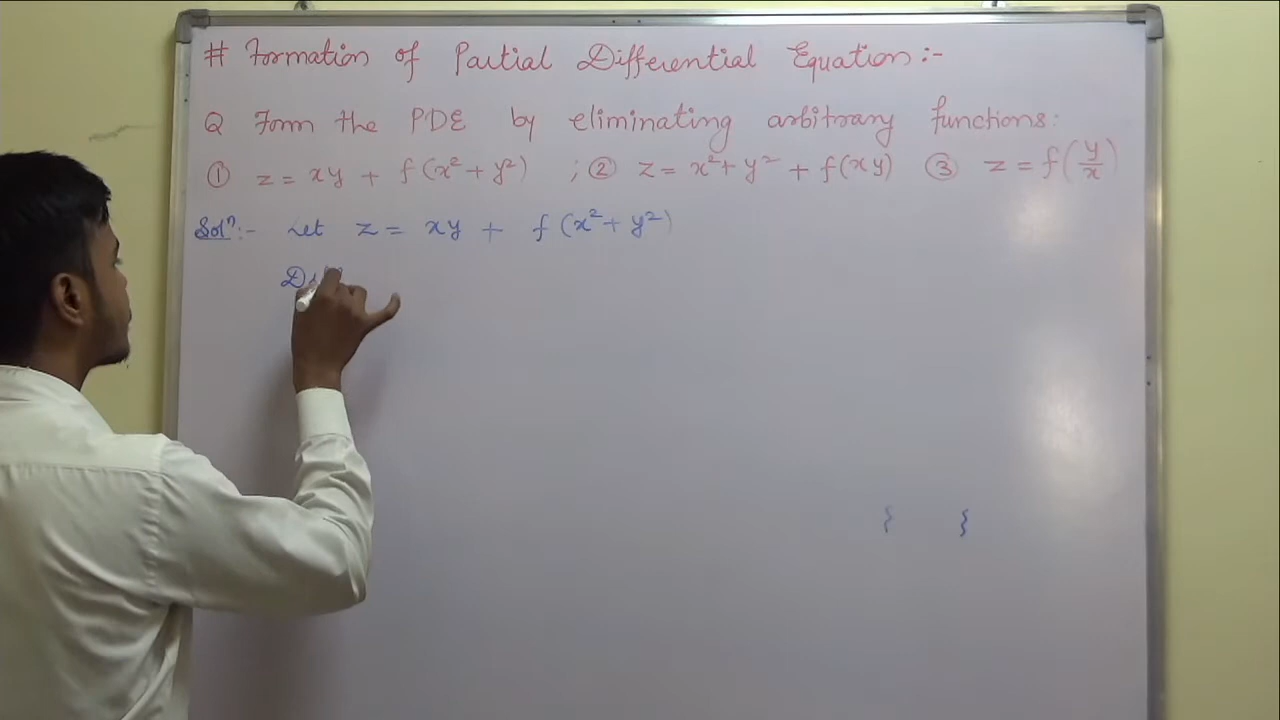 # Formation of Partial Differential Equation :-
Q Form the PDE by eliminating arbitrary functions:
① z = xy + f(x² + y²) ; ② z = x² + y² + f(xy) ③ z = f(y/x)
Solⁿ :- Let z = xy + f(x² + y²)
} }